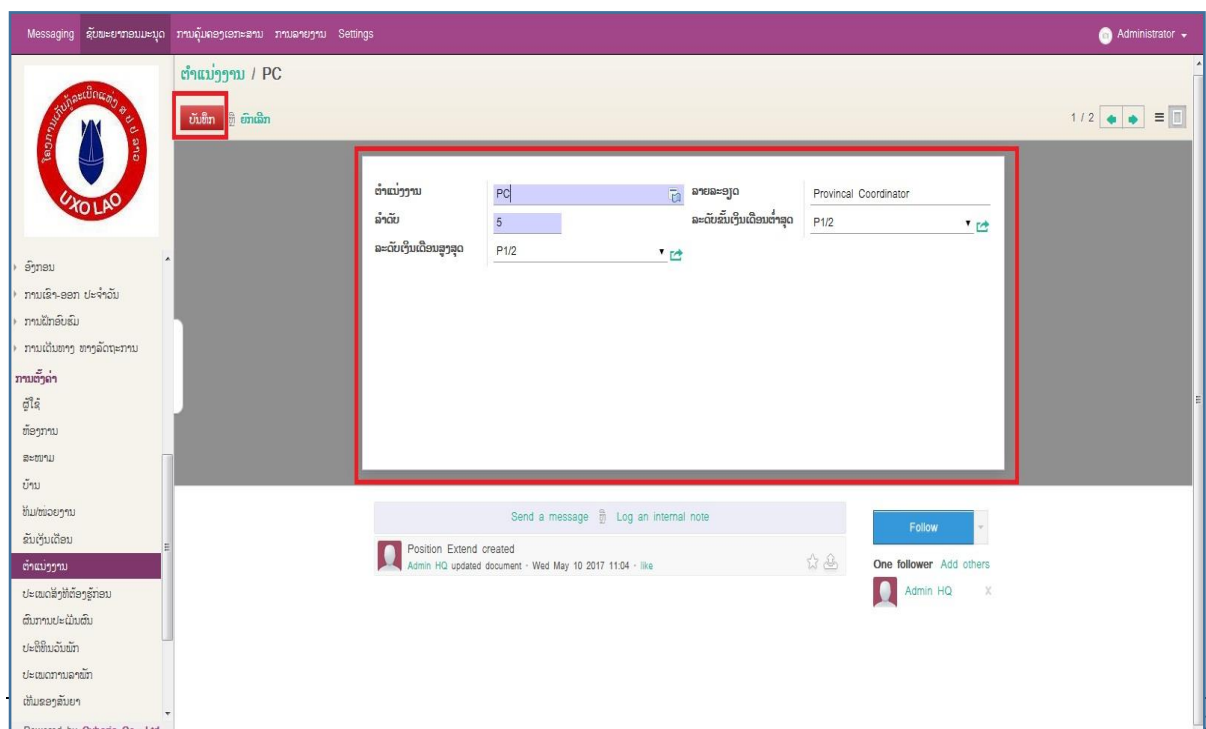 Messaging ຊັບພະຍາກອນມະນຸດ ການຄຸ້ມຄອງເອກະສານ ການລາຍງານ Settings Administrator
ຕຳແໜ່ງງານ / PC
ບັນທຶກ ຫຼື ຍົກເລີກ 1 / 2
UXO LAO
ຕຳແໜ່ງງານ PC ລາຍລະອຽດ Provincal Coordinator
ລຳດັບ 5 ລະດັບຂັ້ນເງິນເດືອນຕ່ຳສຸດ P1/2
ລະດັບເງິນເດືອນສູງສຸດ P1/2
ອົງກອນ
ການເຂົ້າ-ອອກ ປະຈຳວັນ
ການຝຶກອົບຮົມ
ການເດີນທາງ ທາງລັດຖະການ
ການຕັ້ງຄ່າ
ຜູ້ໃຊ້
ຫ້ອງການ
ສະໜາມ
ບ້ານ
ທີມ/ໜ່ວຍງານ
ຂັ້ນເງິນເດືອນ
ຕຳແໜ່ງງານ
ປະເພດສິ່ງທີ່ຕ້ອງຮູ້ກ່ອນ
ຜົນການປະເມີນຜົນ
ປະຕິທິນວັນພັກ
ປະເພດການລາພັກ
ເທີມຂອງສັນຍາ
Send a message ຫຼື Log an internal note
Position Extend created
Admin HQ updated document · Wed May 10 2017 11:04 · like
Follow
One follower Add others
Admin HQ X